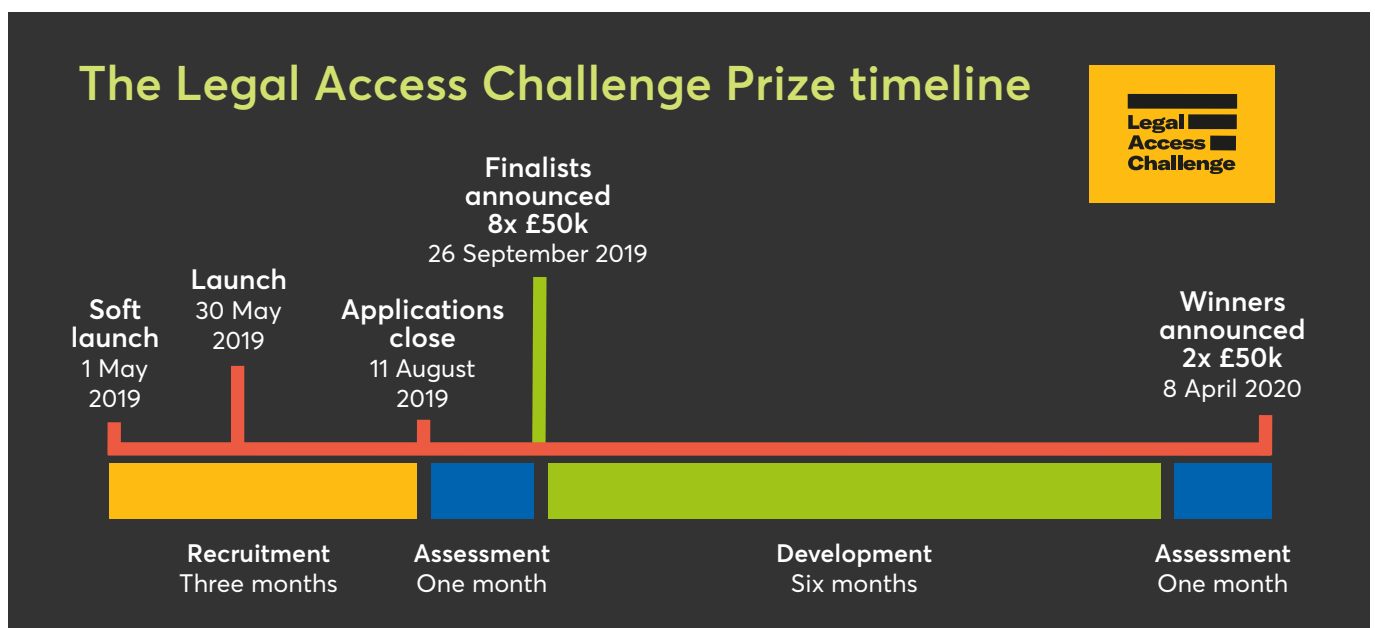 The Legal Access Challenge Prize timeline
Legal
Access
Challenge
Finalists
announced
8x £50k
26 September 2019
Launch
30 May
2019
Soft
launch
1 May
2019
Applications
close
11 August
2019
Winners
announced
2x £50k
8 April 2020
Recruitment
Three months
Assessment
One month
Development
Six months
Assessment
One month